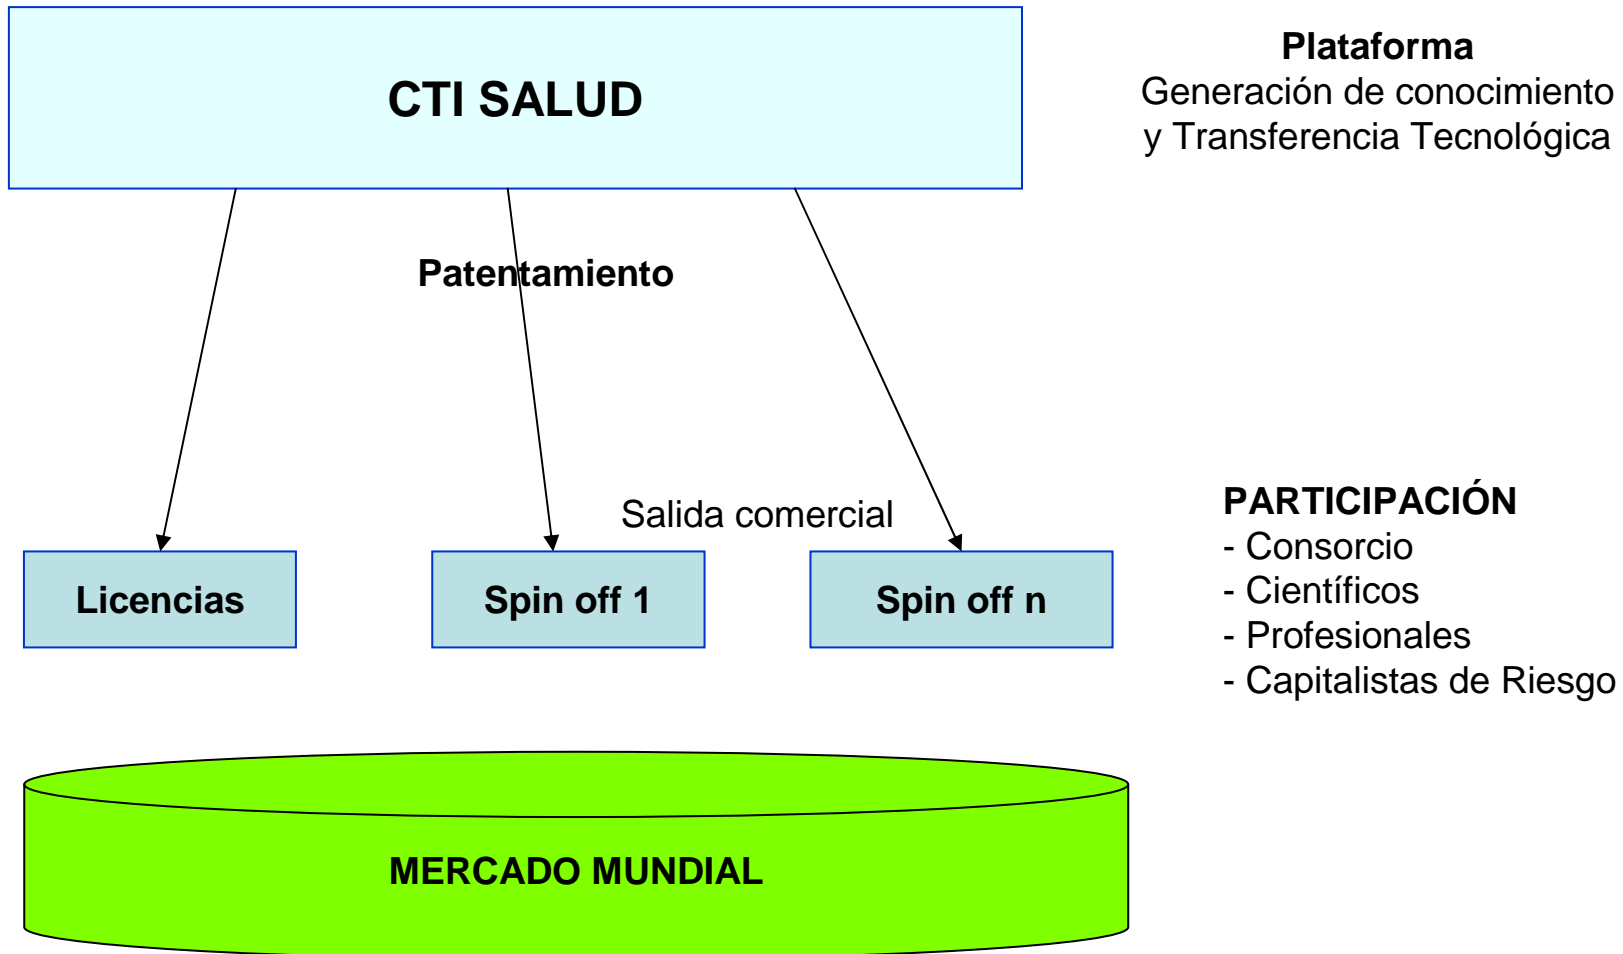 CTI SALUD
Plataforma
Generación de conocimiento
y Transferencia Tecnológica
Patentamiento
Salida comercial
Licencias
Spin off 1
Spin off n
PARTICIPACIÓN
- Consorcio
- Científicos
- Profesionales
- Capitalistas de Riesgo
MERCADO MUNDIAL